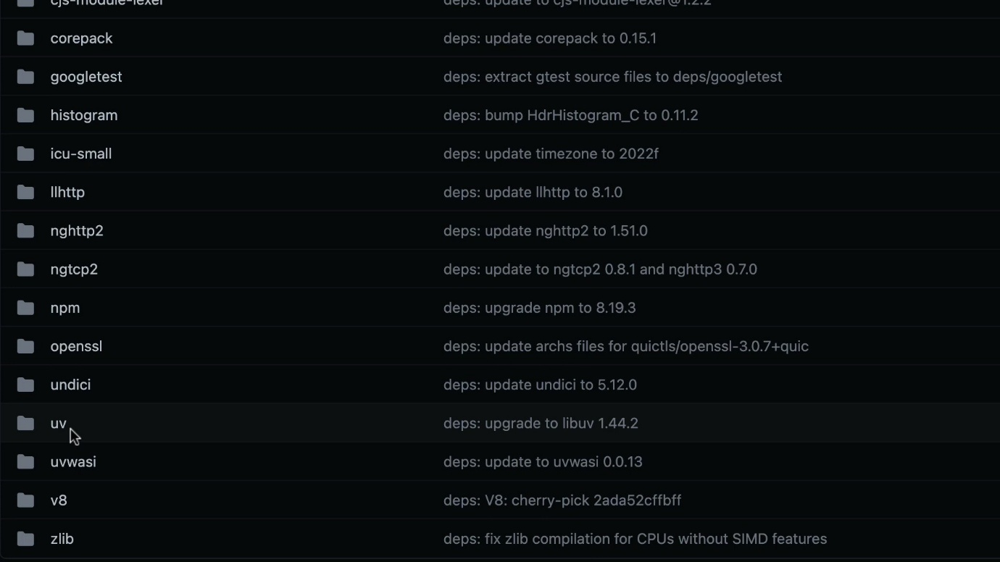 cjs-module-lexer deps: update to cjs-module-lexer@1.2.2
corepack deps: update corepack to 0.15.1
googletest deps: extract gtest source files to deps/googletest
histogram deps: bump HdrHistogram_C to 0.11.2
icu-small deps: update timezone to 2022f
llhttp deps: update llhttp to 8.1.0
nghttp2 deps: update nghttp2 to 1.51.0
ngtcp2 deps: update to ngtcp2 0.8.1 and nghttp3 0.7.0
npm deps: upgrade npm to 8.19.3
openssl deps: update archs files for quictls/openssl-3.0.7+quic
undici deps: update undici to 5.12.0
uv deps: upgrade to libuv 1.44.2
uvwasi deps: update to uvwasi 0.0.13
v8 deps: V8: cherry-pick 2ada52cffbff
zlib deps: fix zlib compilation for CPUs without SIMD features